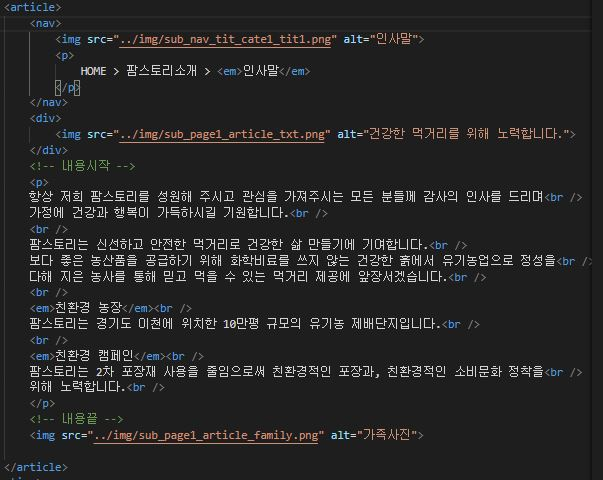 <article>
<nav>
<img src="../img/sub_nav_tit_cate1_tit1.png" alt="인사말">
<p>
HOME > 팜스토리소개 > <em>인사말</em>
</p>
</nav>
<div>
<img src="../img/sub_page1_article_txt.png" alt="건강한 먹거리를 위해 노력합니다.">
</div>
<!-- 내용시작 -->
<p>
항상 저희 팜스토리를 성원해 주시고 관심을 가져주시는 모든 분들께 감사의 인사를 드리며<br />
가정에 건강과 행복이 가득하시길 기원합니다.<br />
<br />
팜스토리는 신선하고 안전한 먹거리로 건강한 삶 만들기에 기여합니다.<br />
보다 좋은 농산품을 공급하기 위해 화학비료를 쓰지 않는 건강한 흙에서 유기농업으로 정성을<br />
다해 지은 농사를 통해 믿고 먹을 수 있는 먹거리 제공에 앞장서겠습니다.<br />
<br />
<em>친환경 농장</em><br />
팜스토리는 경기도 이천에 위치한 10만평 규모의 유기농 제배단지입니다.<br />
<br />
<em>친환경 캠페인</em><br />
팜스토리는 2차 포장재 사용을 줄임으로써 친환경적인 포장과, 친환경적인 소비문화 정학을<br />
위해 노력합니다.<br />
</p>
<!-- 내용끝 -->
<img src="../img/sub_page1_article_family.png" alt="가족사진">
</article>